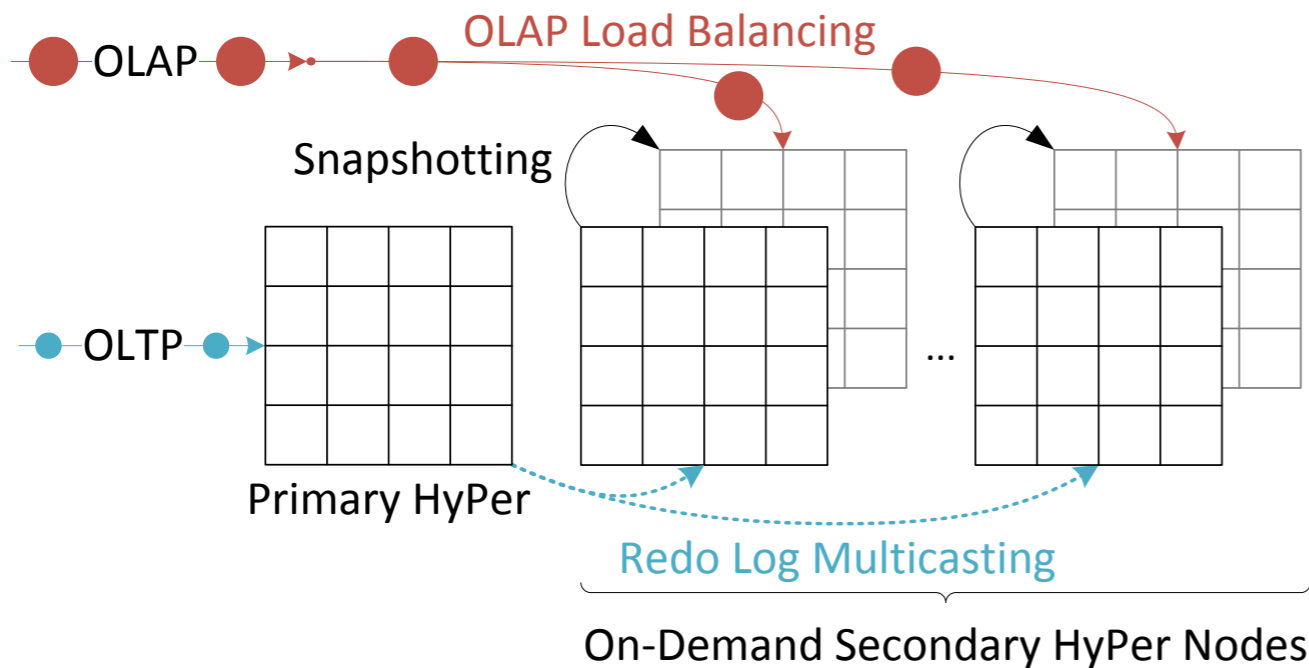 OLAP Load Balancing
OLAP
Snapshotting
OLTP
...
Primary HyPer
Redo Log Multicasting
On-Demand Secondary HyPer Nodes